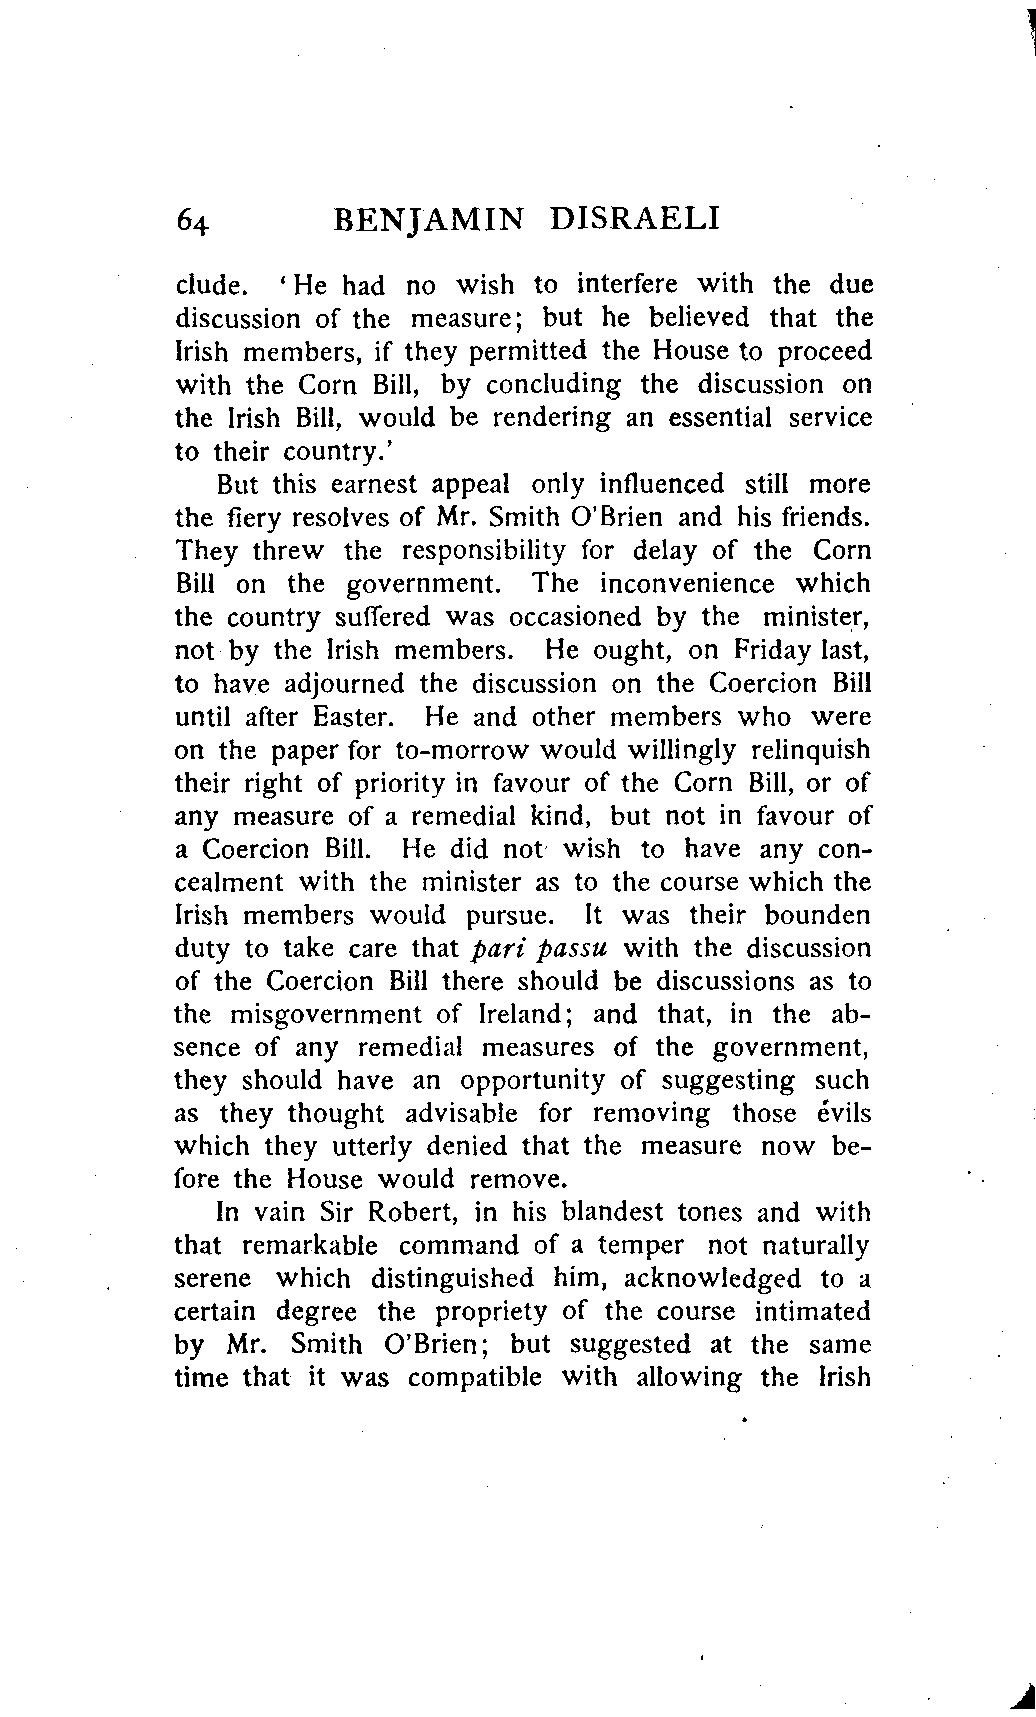 64 BENJAMIN DISRAELI
clude. ‘He had no wish to interfere with the due
discussion of the measure; but he believed that the
Irish members, if they permitted the House to proceed
with the Corn Bill, by concluding the discussion on
the Irish Bill, would be rendering an essential service
to their country.’
But this earnest appeal only influenced still more
the fiery resolves of Mr. Smith O’Brien and his friends.
They threw the responsibility for delay of the Corn
Bill on the government. The inconvenience which
the country suffered was occasioned by the minister,
not by the Irish members. He ought, on Friday last,
to have adjourned the discussion on the Coercion Bill
until after Easter. He and other members who were
on the paper for to-morrow would willingly relinquish
their right of priority in favour of the Corn Bill, or of
any measure of a remedial kind, but not in favour of
a Coercion Bill. He did not wish to have any con-
cealment with the minister as to the course which the
Irish members would pursue. It was their bounden
duty to take care that pari passu with the discussion
of the Coercion Bill there should be discussions as to
the misgovernment of Ireland; and that, in the ab-
sence of any remedial measures of the government,
they should have an opportunity of suggesting such
as they thought advisable for removing those evils
which they utterly denied that the measure now be-
fore the House would remove.
In vain Sir Robert, in his blandest tones and with
that remarkable command of a temper not naturally
serene which distinguished him, acknowledged to a
certain degree the propriety of the course intimated
by Mr. Smith O’Brien; but suggested at the same
time that it was compatible with allowing the Irish